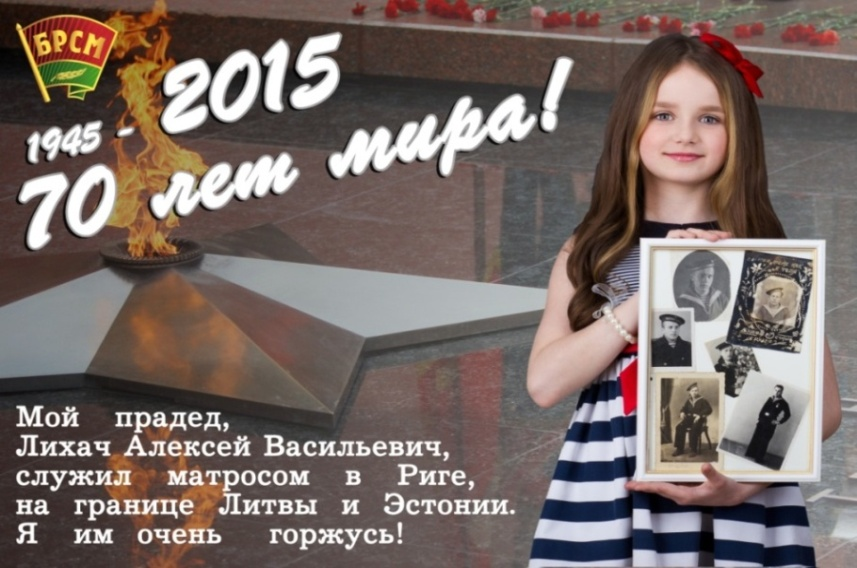 БРСМ
1945 - 2015
70 лет мира!
Мой прадед,
Лихач Алексей Васильевич,
служил матросом в Риге,
на границе Литвы и Эстонии.
Я им очень горжусь!